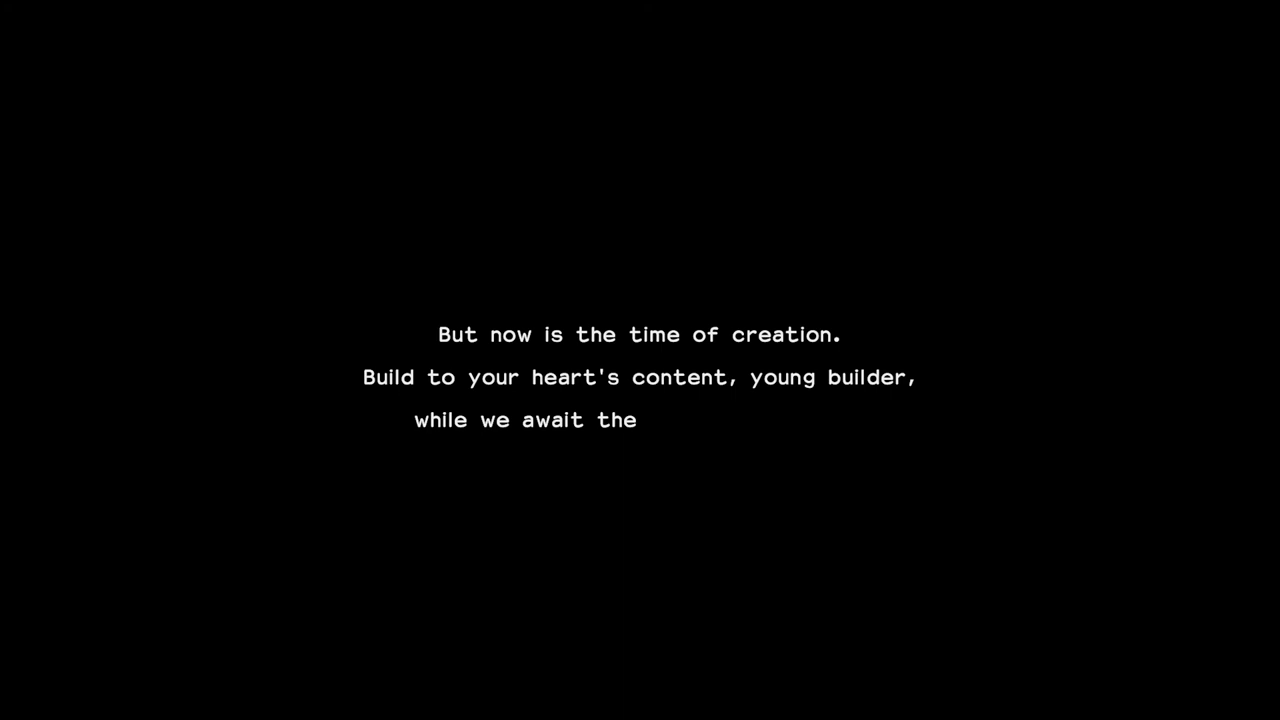 But now is the time of creation.
Build to your heart's content, young builder,
while we await the